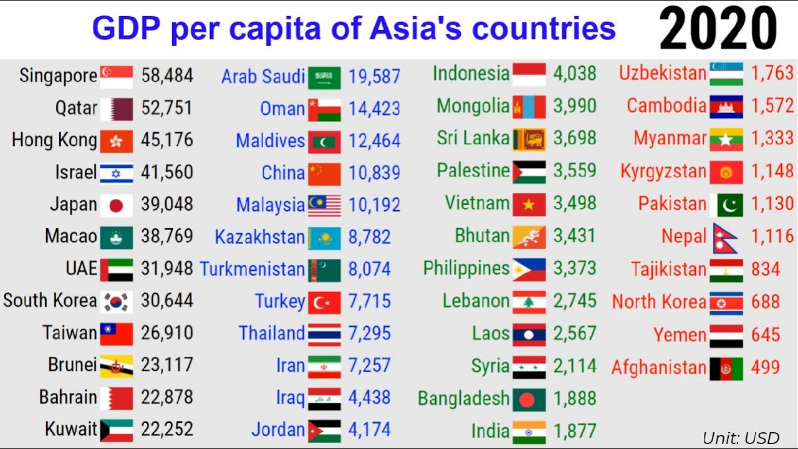 GDP per capita of Asia's countries 2020
Singapore 58,484
Qatar 52,751
Hong Kong 45,176
Israel 41,560
Japan 39,048
Macao 38,769
UAE 31,948
South Korea 30,644
Taiwan 26,910
Brunei 23,117
Bahrain 22,878
Kuwait 22,252
Arab Saudi 19,587
Oman 14,423
Maldives 12,464
China 10,839
Malaysia 10,192
Kazakhstan 8,782
Turkmenistan 8,074
Turkey 7,715
Thailand 7,295
Iran 7,257
Iraq 4,438
Jordan 4,174
Indonesia 4,038
Mongolia 3,990
Sri Lanka 3,698
Palestine 3,559
Vietnam 3,498
Bhutan 3,431
Philippines 3,373
Lebanon 2,745
Laos 2,567
Syria 2,114
Bangladesh 1,888
India 1,877
Uzbekistan 1,763
Cambodia 1,572
Myanmar 1,333
Kyrgyzstan 1,148
Pakistan 1,130
Nepal 1,116
Tajikistan 834
North Korea 688
Yemen 645
Afghanistan 499
Unit: USD